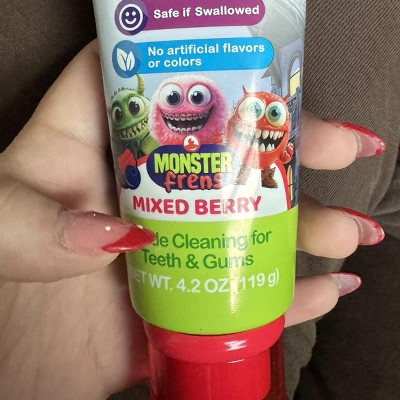 Safe if Swallowed
No artificial flavors
or colors
MONSTER
frens
MIXED BERRY
Cleaning for
Teeth & Gums
WT. 4.2 OZ (119 g)